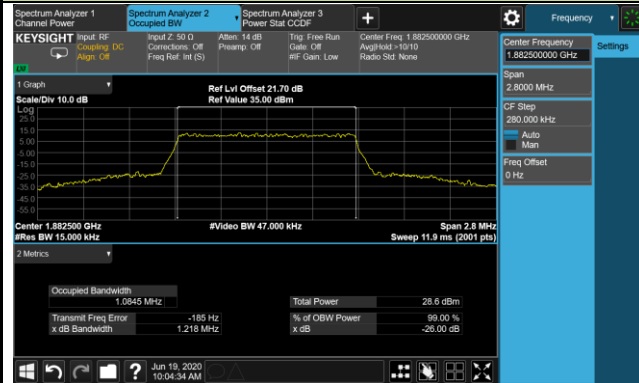 Spectrum Analyzer 1
Channel Power
Spectrum Analyzer 2
Occupied BW
Spectrum Analyzer 3
Power Stat CCDF
Frequency
KEYSIGHT
Input: RF
Coupling: DC
Align: Off
Input Z: 50 Ω
Corrections: Off
Freq Ref: Int (S)
Atten: 14 dB
Preamp: Off
Trig: Free Run
Gate: Off
#IF Gain: Low
Center Freq: 1.882500000 GHz
Avg|Hold:>10/10
Radio Std: None
Center Frequency
1.882500000 GHz
Settings
Span
2.8000 MHz
CF Step
280.000 kHz
Auto
Man
Freq Offset
0 Hz
1 Graph
Scale/Div 10.0 dB
Ref Lvl Offset 21.70 dB
Ref Value 35.00 dBm
Log
25.0
15.0
5.00
-5.00
-15.0
-25.0
-35.0
-45.0
-55.0
Center 1.882500 GHz
#Res BW 15.000 kHz
#Video BW 47.000 kHz
Span 2.8 MHz
Sweep 11.9 ms (2001 pts)
2 Metrics
Occupied Bandwidth
1.0845 MHz
Total Power 28.6 dBm
Transmit Freq Error -185 Hz
% of OBW Power 99.00 %
x dB Bandwidth 1.218 MHz
x dB -26.00 dB
?
Jun 19, 2020
10:04:34 AM